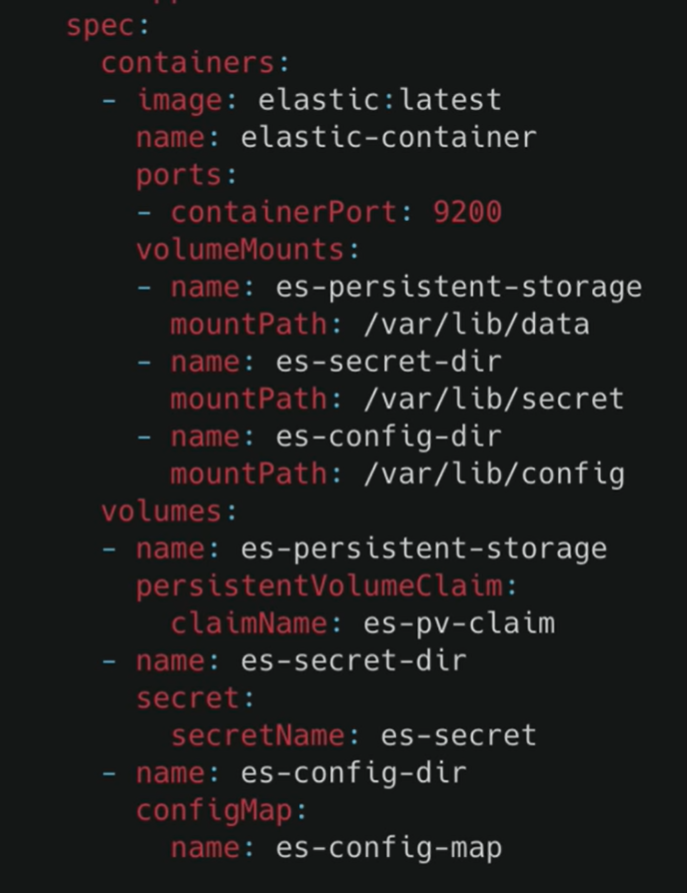 spec:
  containers:
  - image: elastic:latest
    name: elastic-container
    ports:
    - containerPort: 9200
    volumeMounts:
    - name: es-persistent-storage
      mountPath: /var/lib/data
    - name: es-secret-dir
      mountPath: /var/lib/secret
    - name: es-config-dir
      mountPath: /var/lib/config
  volumes:
  - name: es-persistent-storage
    persistentVolumeClaim:
      claimName: es-pv-claim
  - name: es-secret-dir
    secret:
      secretName: es-secret
  - name: es-config-dir
    configMap:
      name: es-config-map